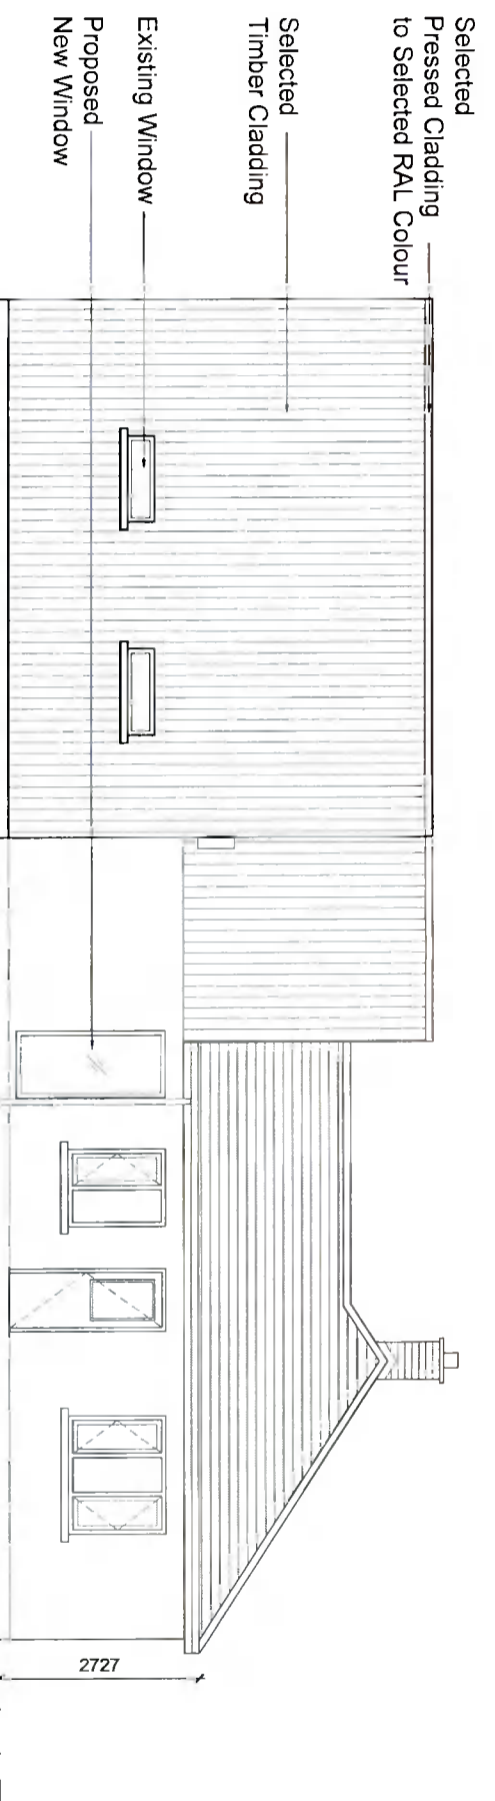 Selected
Pressed Cladding
to Selected RAL Colour
Selected
Timber Cladding
Existing Window
Proposed
New Window
2727